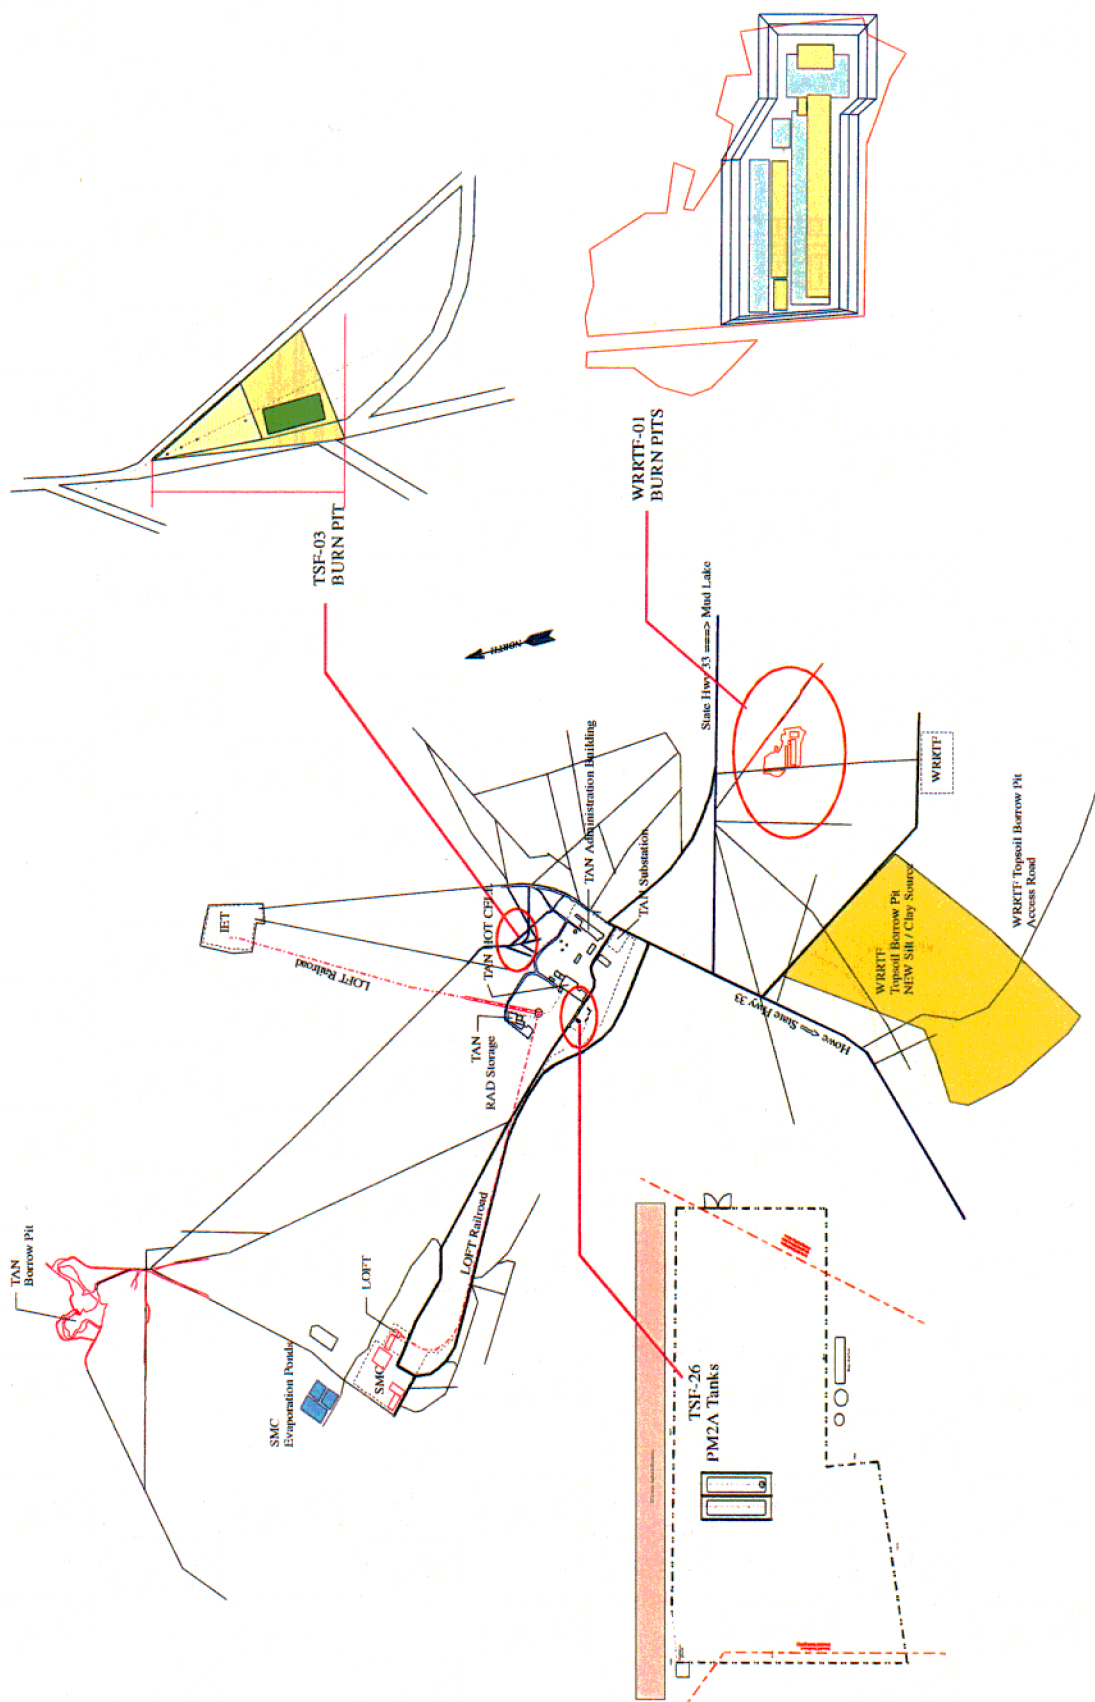 TAN
Borrow Pit
SMC
Evaporation Ponds
LOFT
SMC
LOFT Railroad
TAN
RAD Storage
LOFT Railroad
IET
TAN HOT CELL
TSF-03
BURN PIT
NORTH
TAN Administration Building
TAN Substation
State Hwy 33 ===> Mud Lake
WRRTF-01
BURN PITS
WRRTF
WRRTF Topsoil Borrow Pit
Access Road
WRRTF
Topsoil Borrow Pit
NEW Silt / Clay Source
Howe <== State Hwy 33
TSF-26
PM2A Tanks